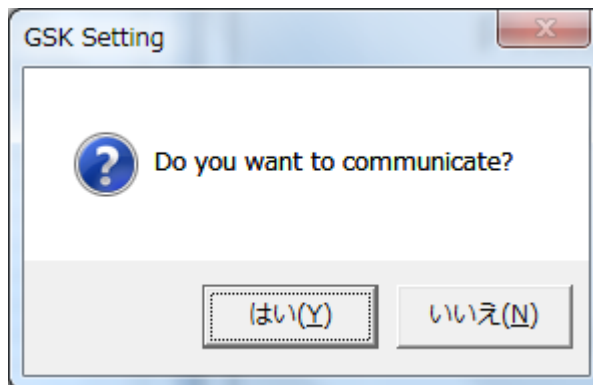 GSK Setting
Do you want to communicate?
はい(Y)
いいえ(N)